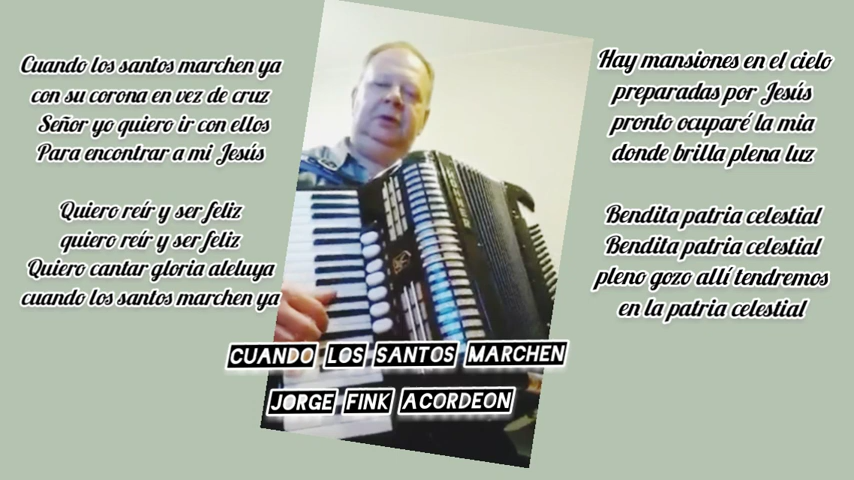 Cuando los santos marchen ya
con su corona en vez de cruz
Señor yo quiero ir con ellos
Para encontrar a mi Jesús
Quiero reír y ser feliz
quiero reír y ser feliz
Quiero cantar gloria aleluya
cuando los santos marchen ya
Hay mansiones en el cielo
preparadas por Jesús
pronto ocuparé la mia
donde brilla plena luz
Bendita patria celestial
Bendita patria celestial
pleno gozo allí tendremos
en la patria celestial
CUANDO LOS SANTOS MARCHEN
JORGE FINK ACORDEON